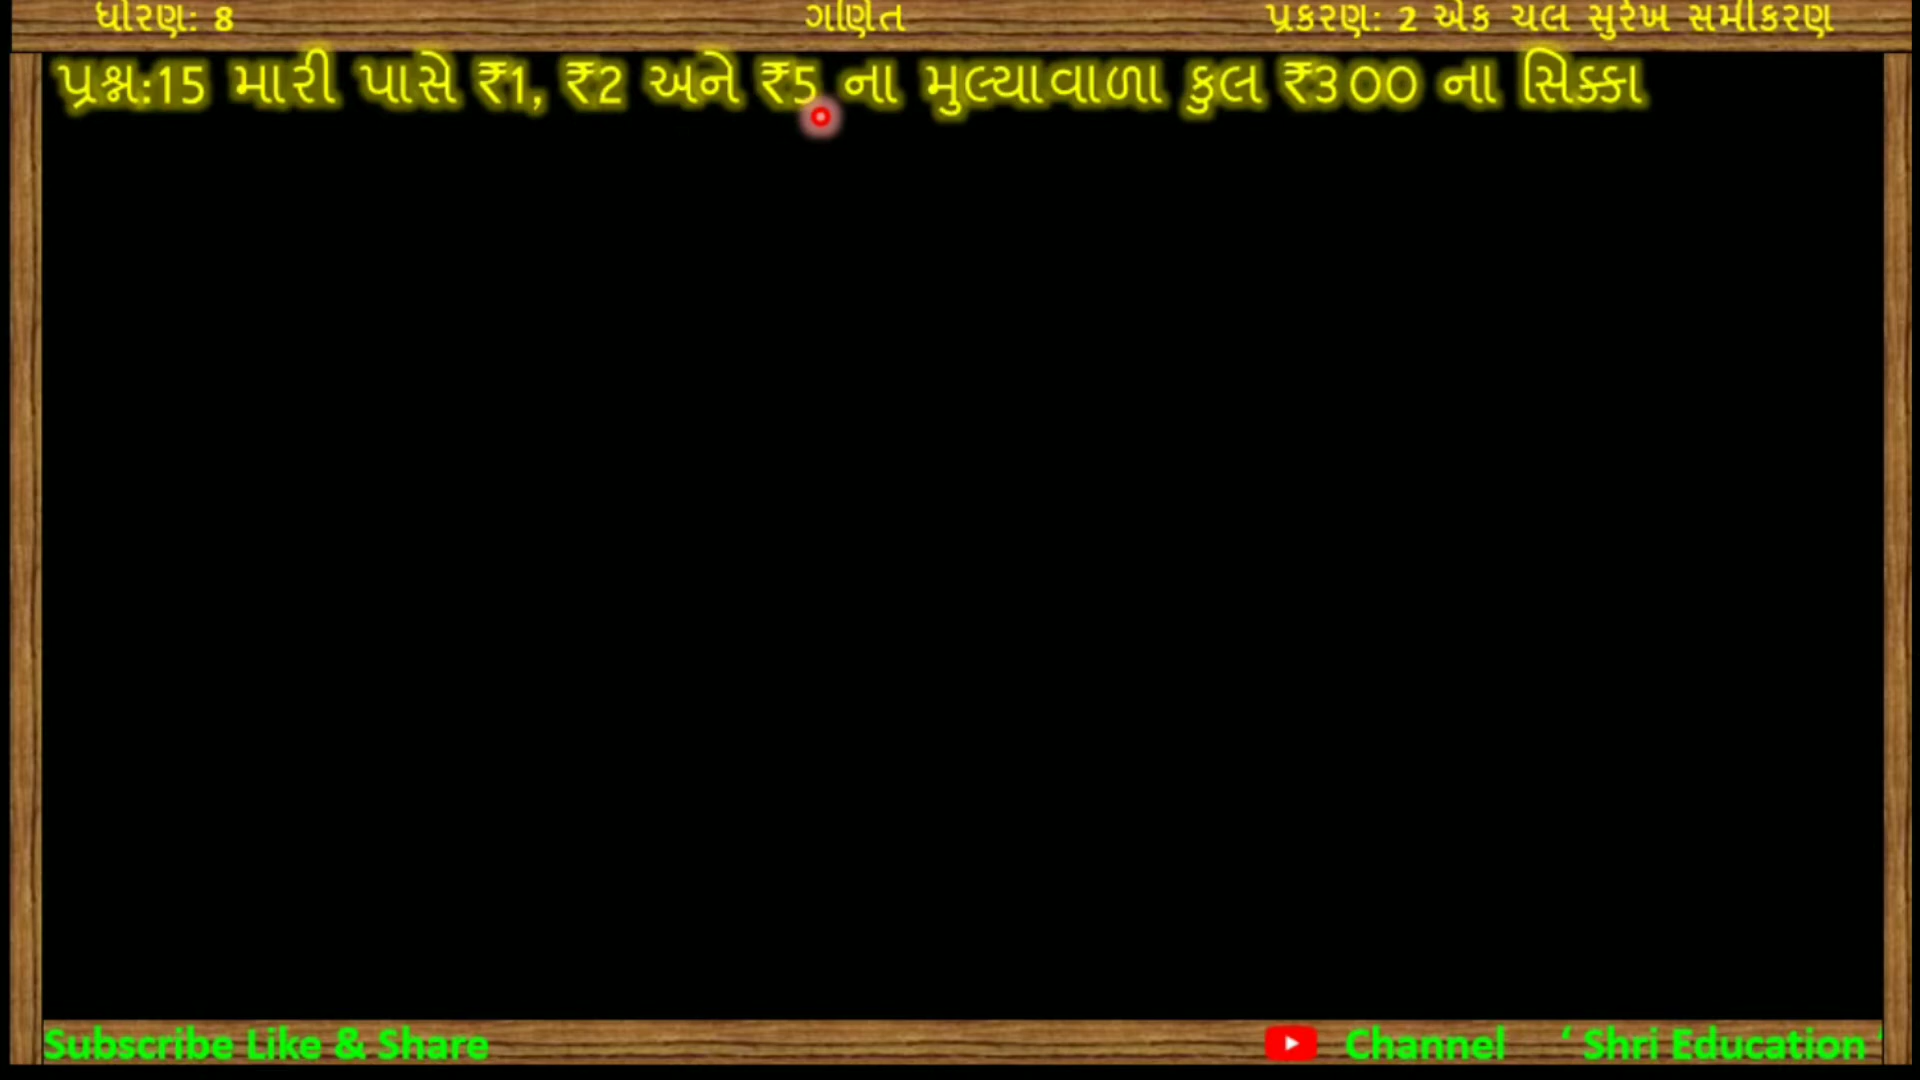 ધોરણ: 8 ગણિત પ્રકરણ: 2 એક ચલ સુરેખ સમીકરણ
પ્રશ્ન:15 મારી પાસે ₹1, ₹2 અને ₹5 ના મુલ્યાવાળા કુલ ₹300 ના સિક્કા
Subscribe Like & Share Channel ‘ Shri Education ’